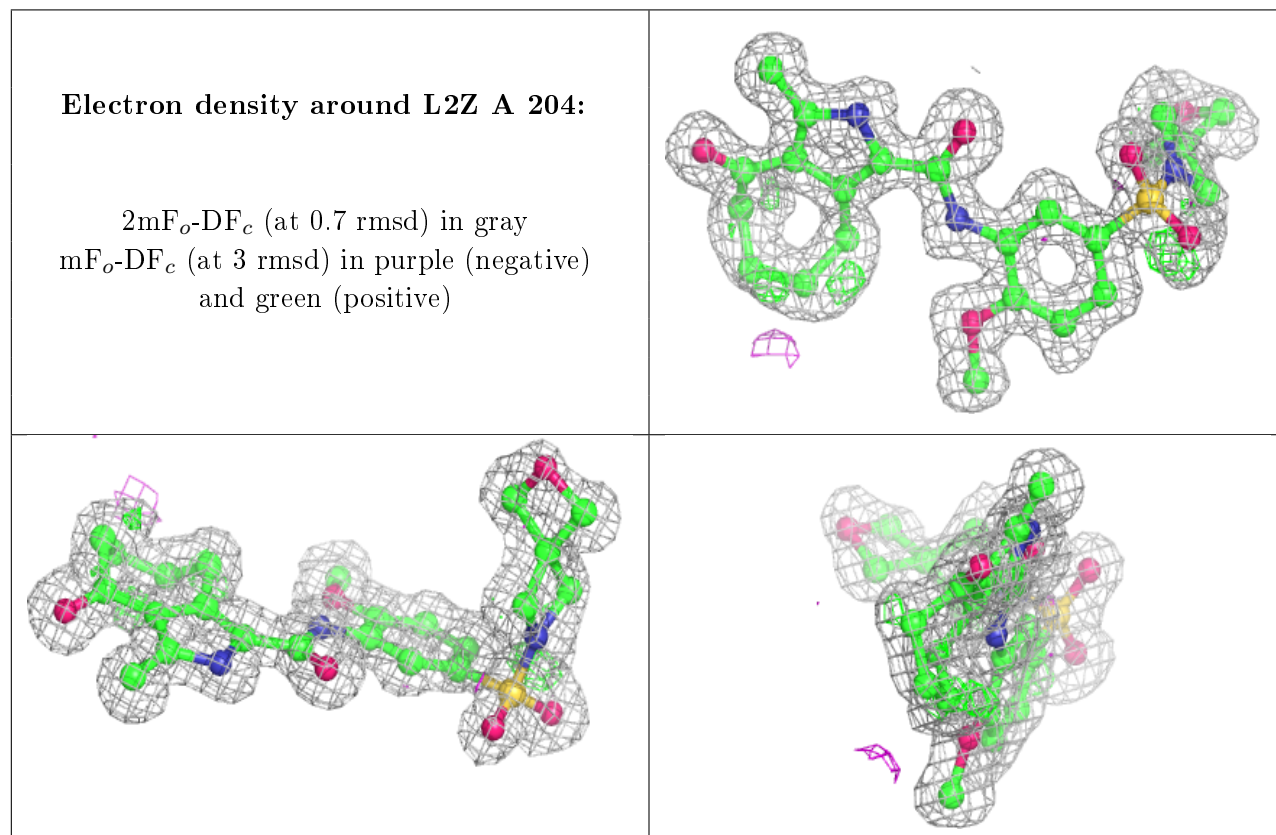 Electron density around L2Z A 204:
2mFo-DFc (at 0.7 rmsd) in gray
mFo-DFc (at 3 rmsd) in purple (negative)
and green (positive)